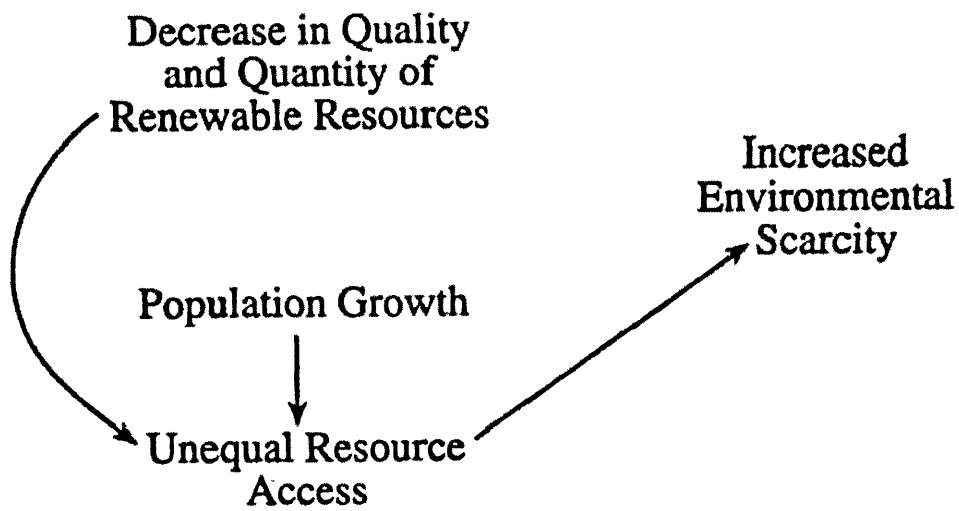 Decrease in Quality
and Quantity of
Renewable Resources
Increased
Environmental
Scarcity
Population Growth
Unequal Resource
Access